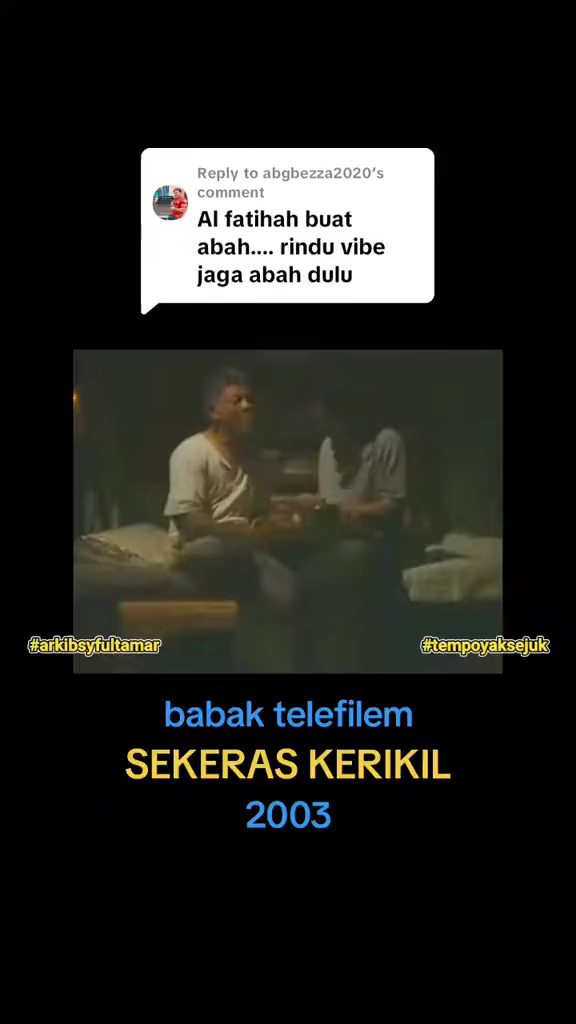 Reply to abgbezza2020's
comment
Al fatihah buat
abah.... rindu vibe
jaga abah dulu
#arkibsyfultamar
#tempoyaksejuk
babak telefilem
SEKERAS KERIKIL
2003